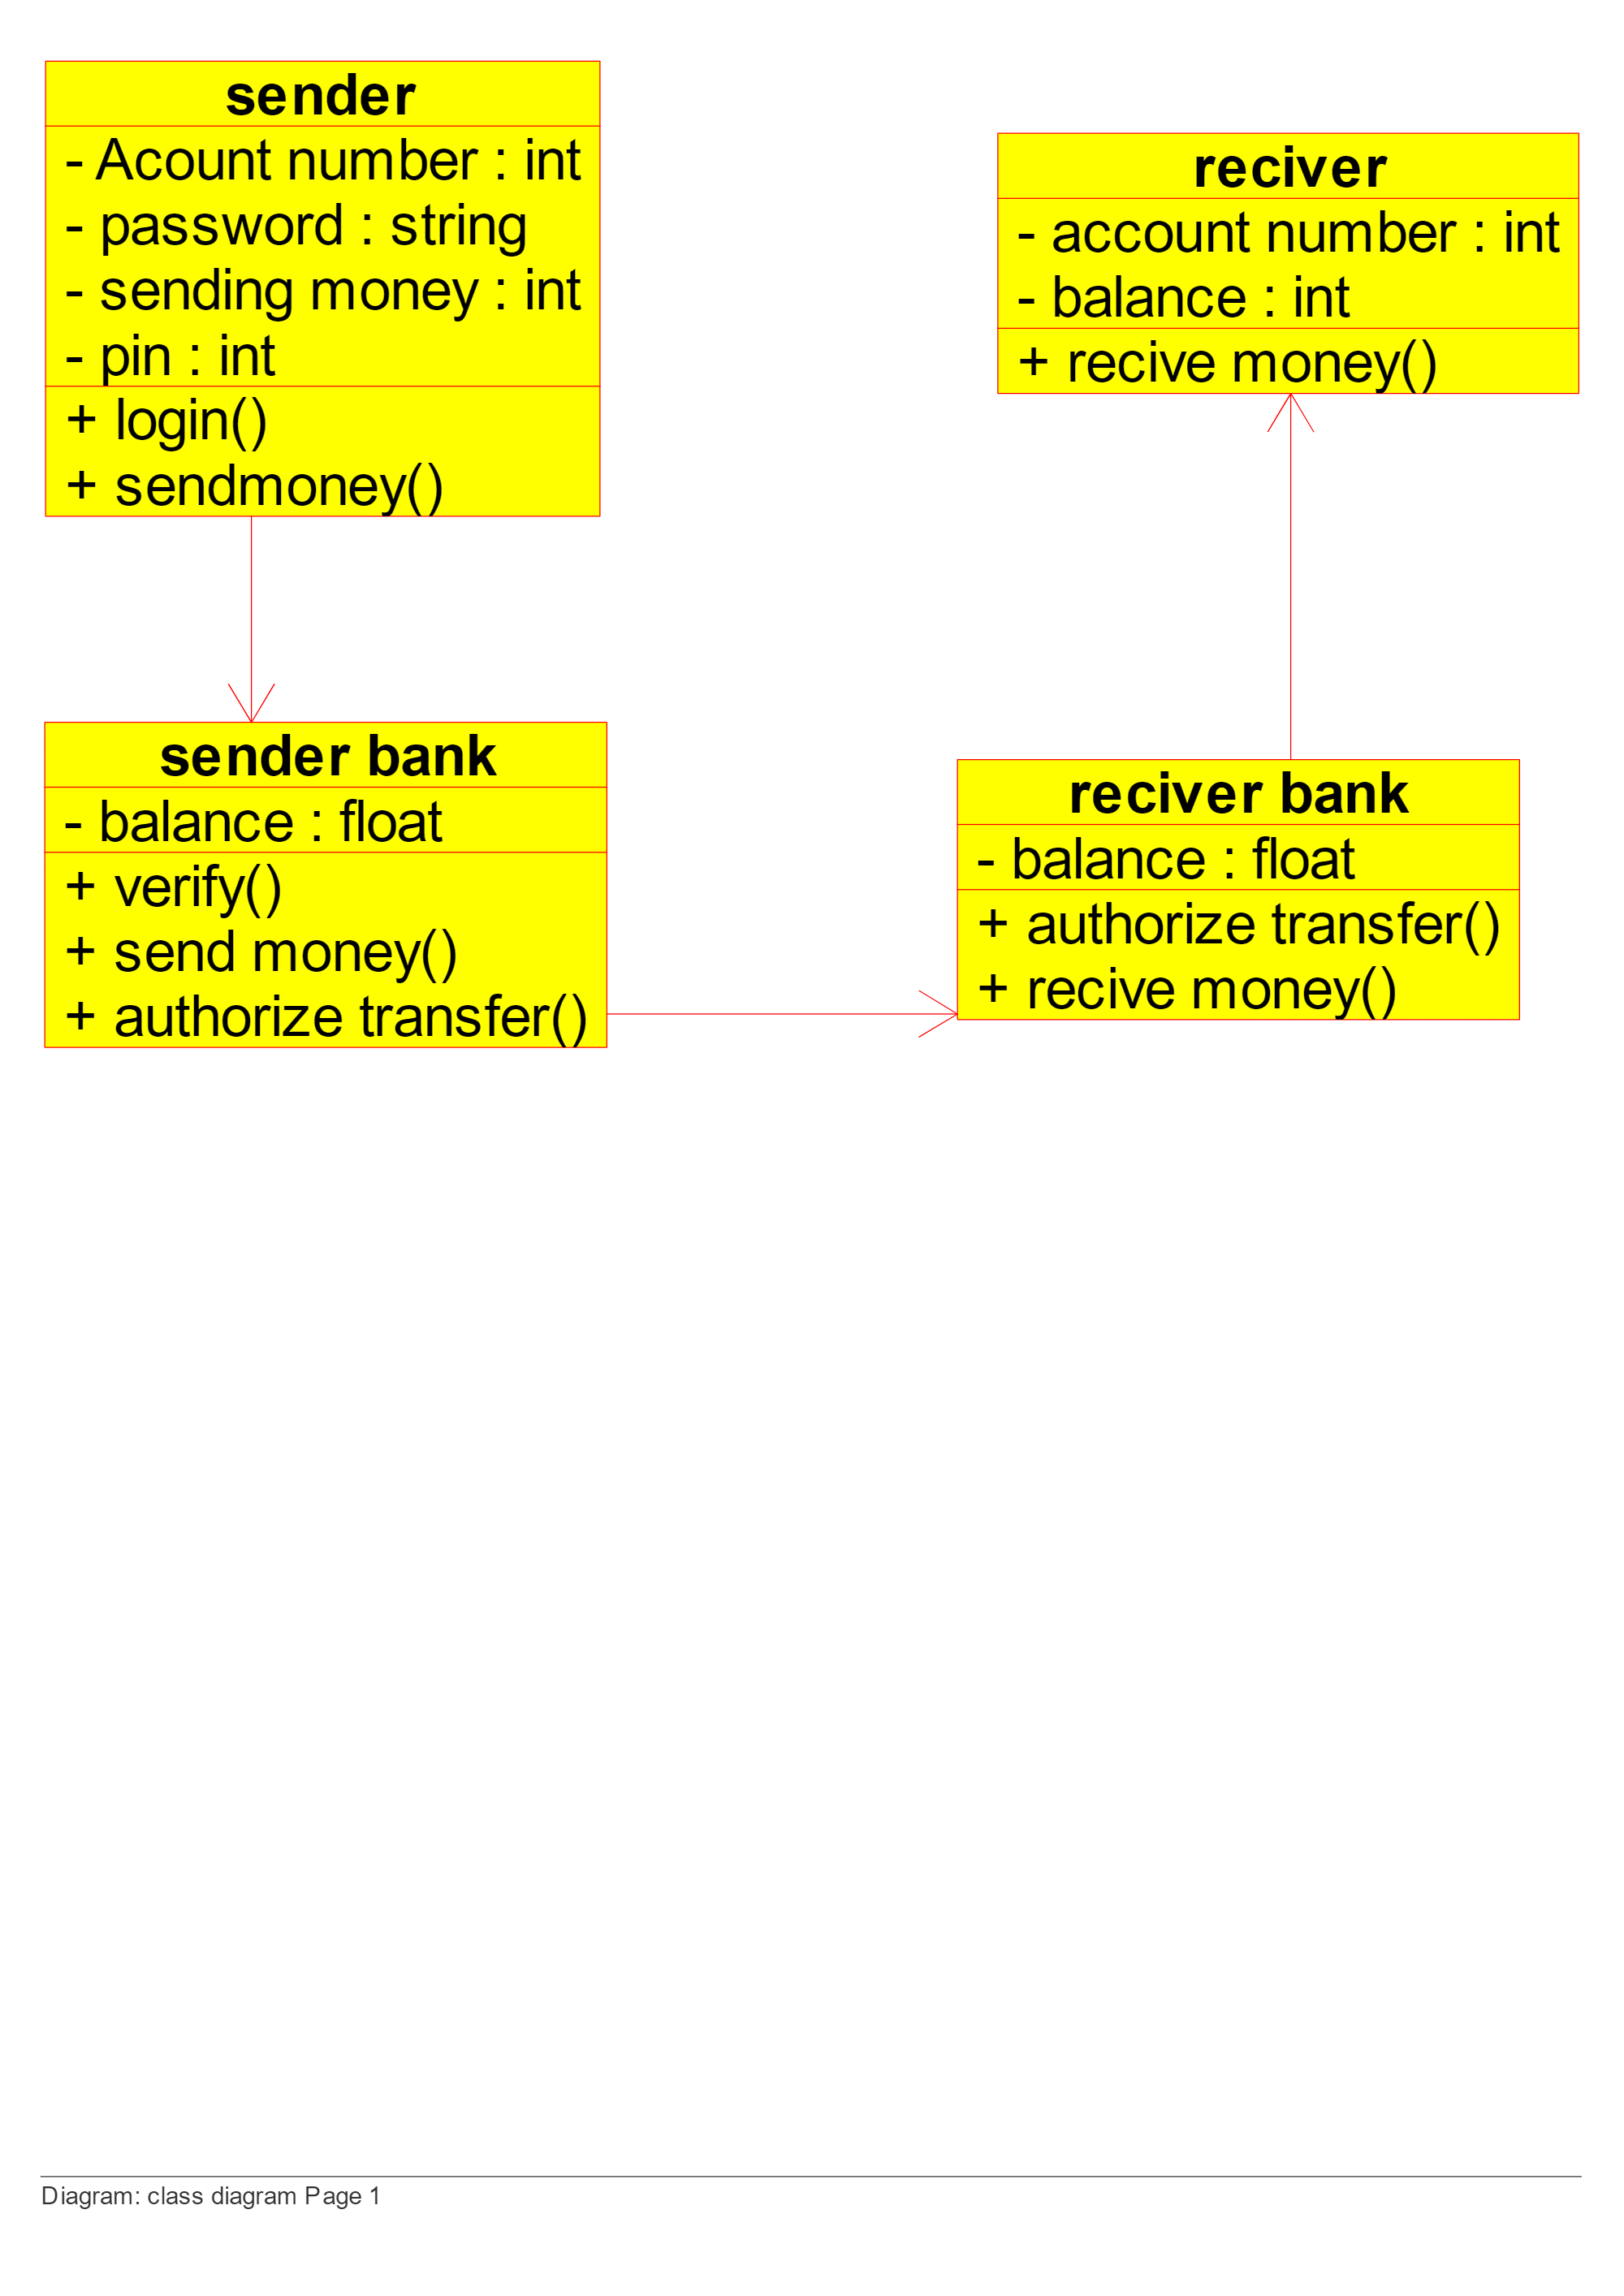 sender
- Acount number : int
- password : string
- sending money : int
- pin : int
+ login()
+ sendmoney()
reciver
- account number : int
- balance : int
+ recive money()
sender bank
- balance : float
+ verify()
+ send money()
+ authorize transfer()
reciver bank
- balance : float
+ authorize transfer()
+ recive money()
Diagram: class diagram Page 1